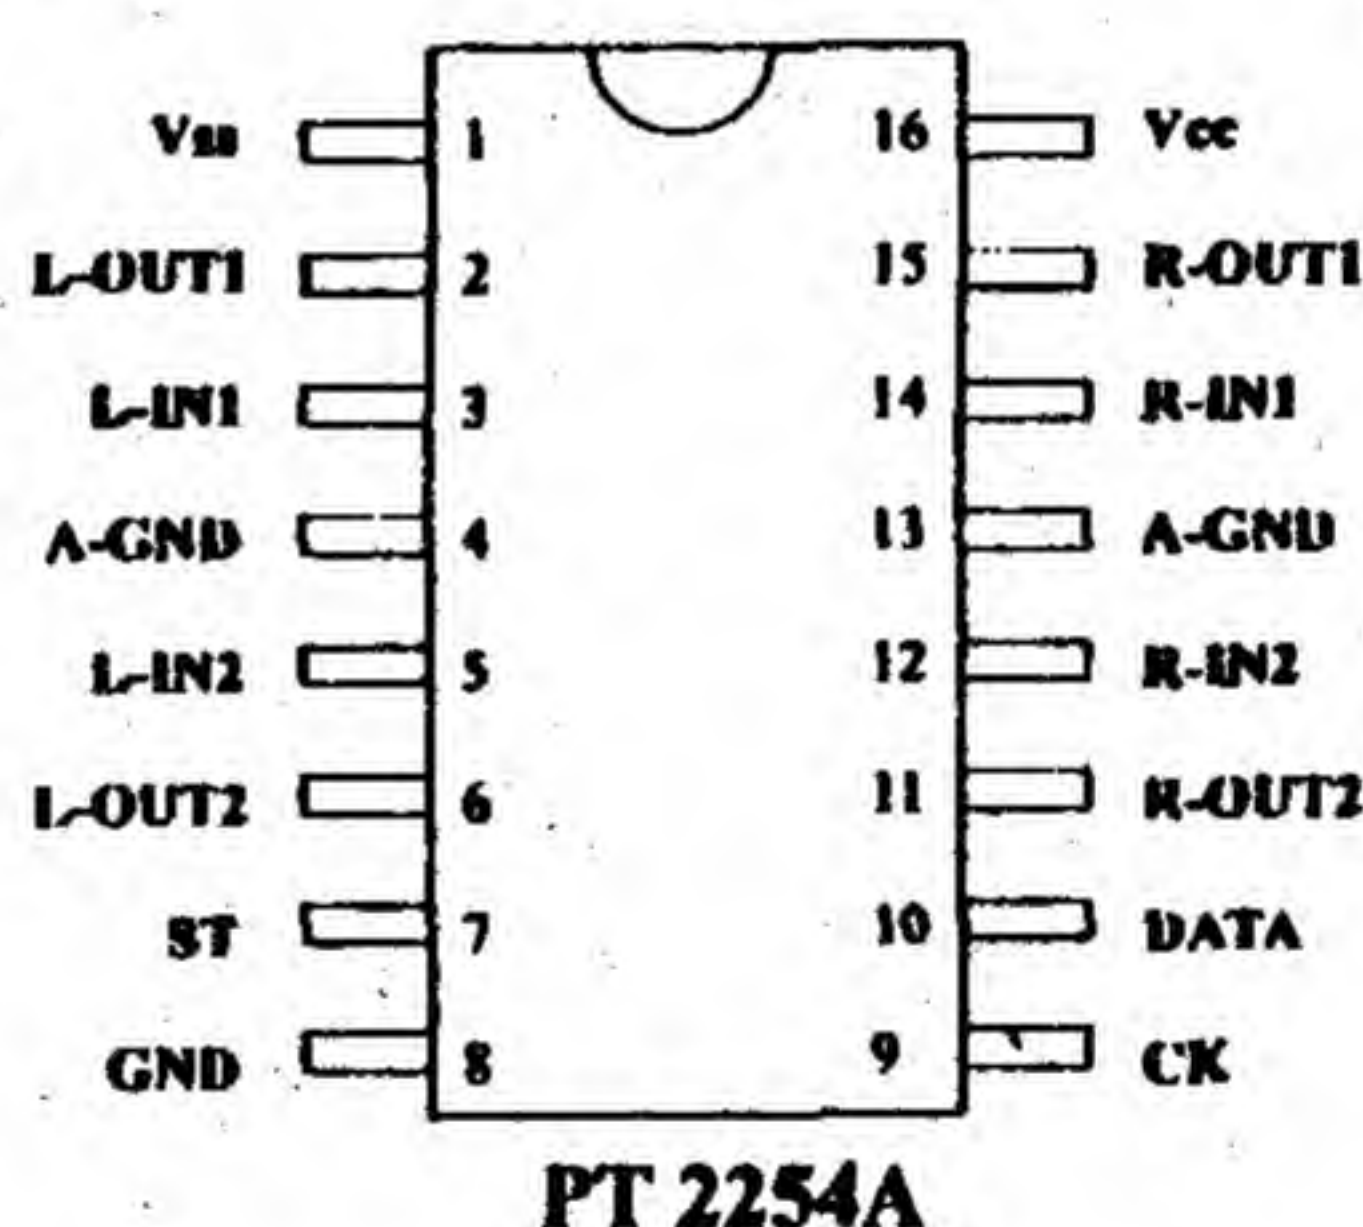 Vss 1 16 Vcc
L-OUT1 2 15 R-OUT1
L-IN1 3 14 R-IN1
A-GND 4 13 A-GND
L-IN2 5 12 R-IN2
L-OUT2 6 11 R-OUT2
ST 7 10 DATA
GND 8 9 CK
PT 2254A